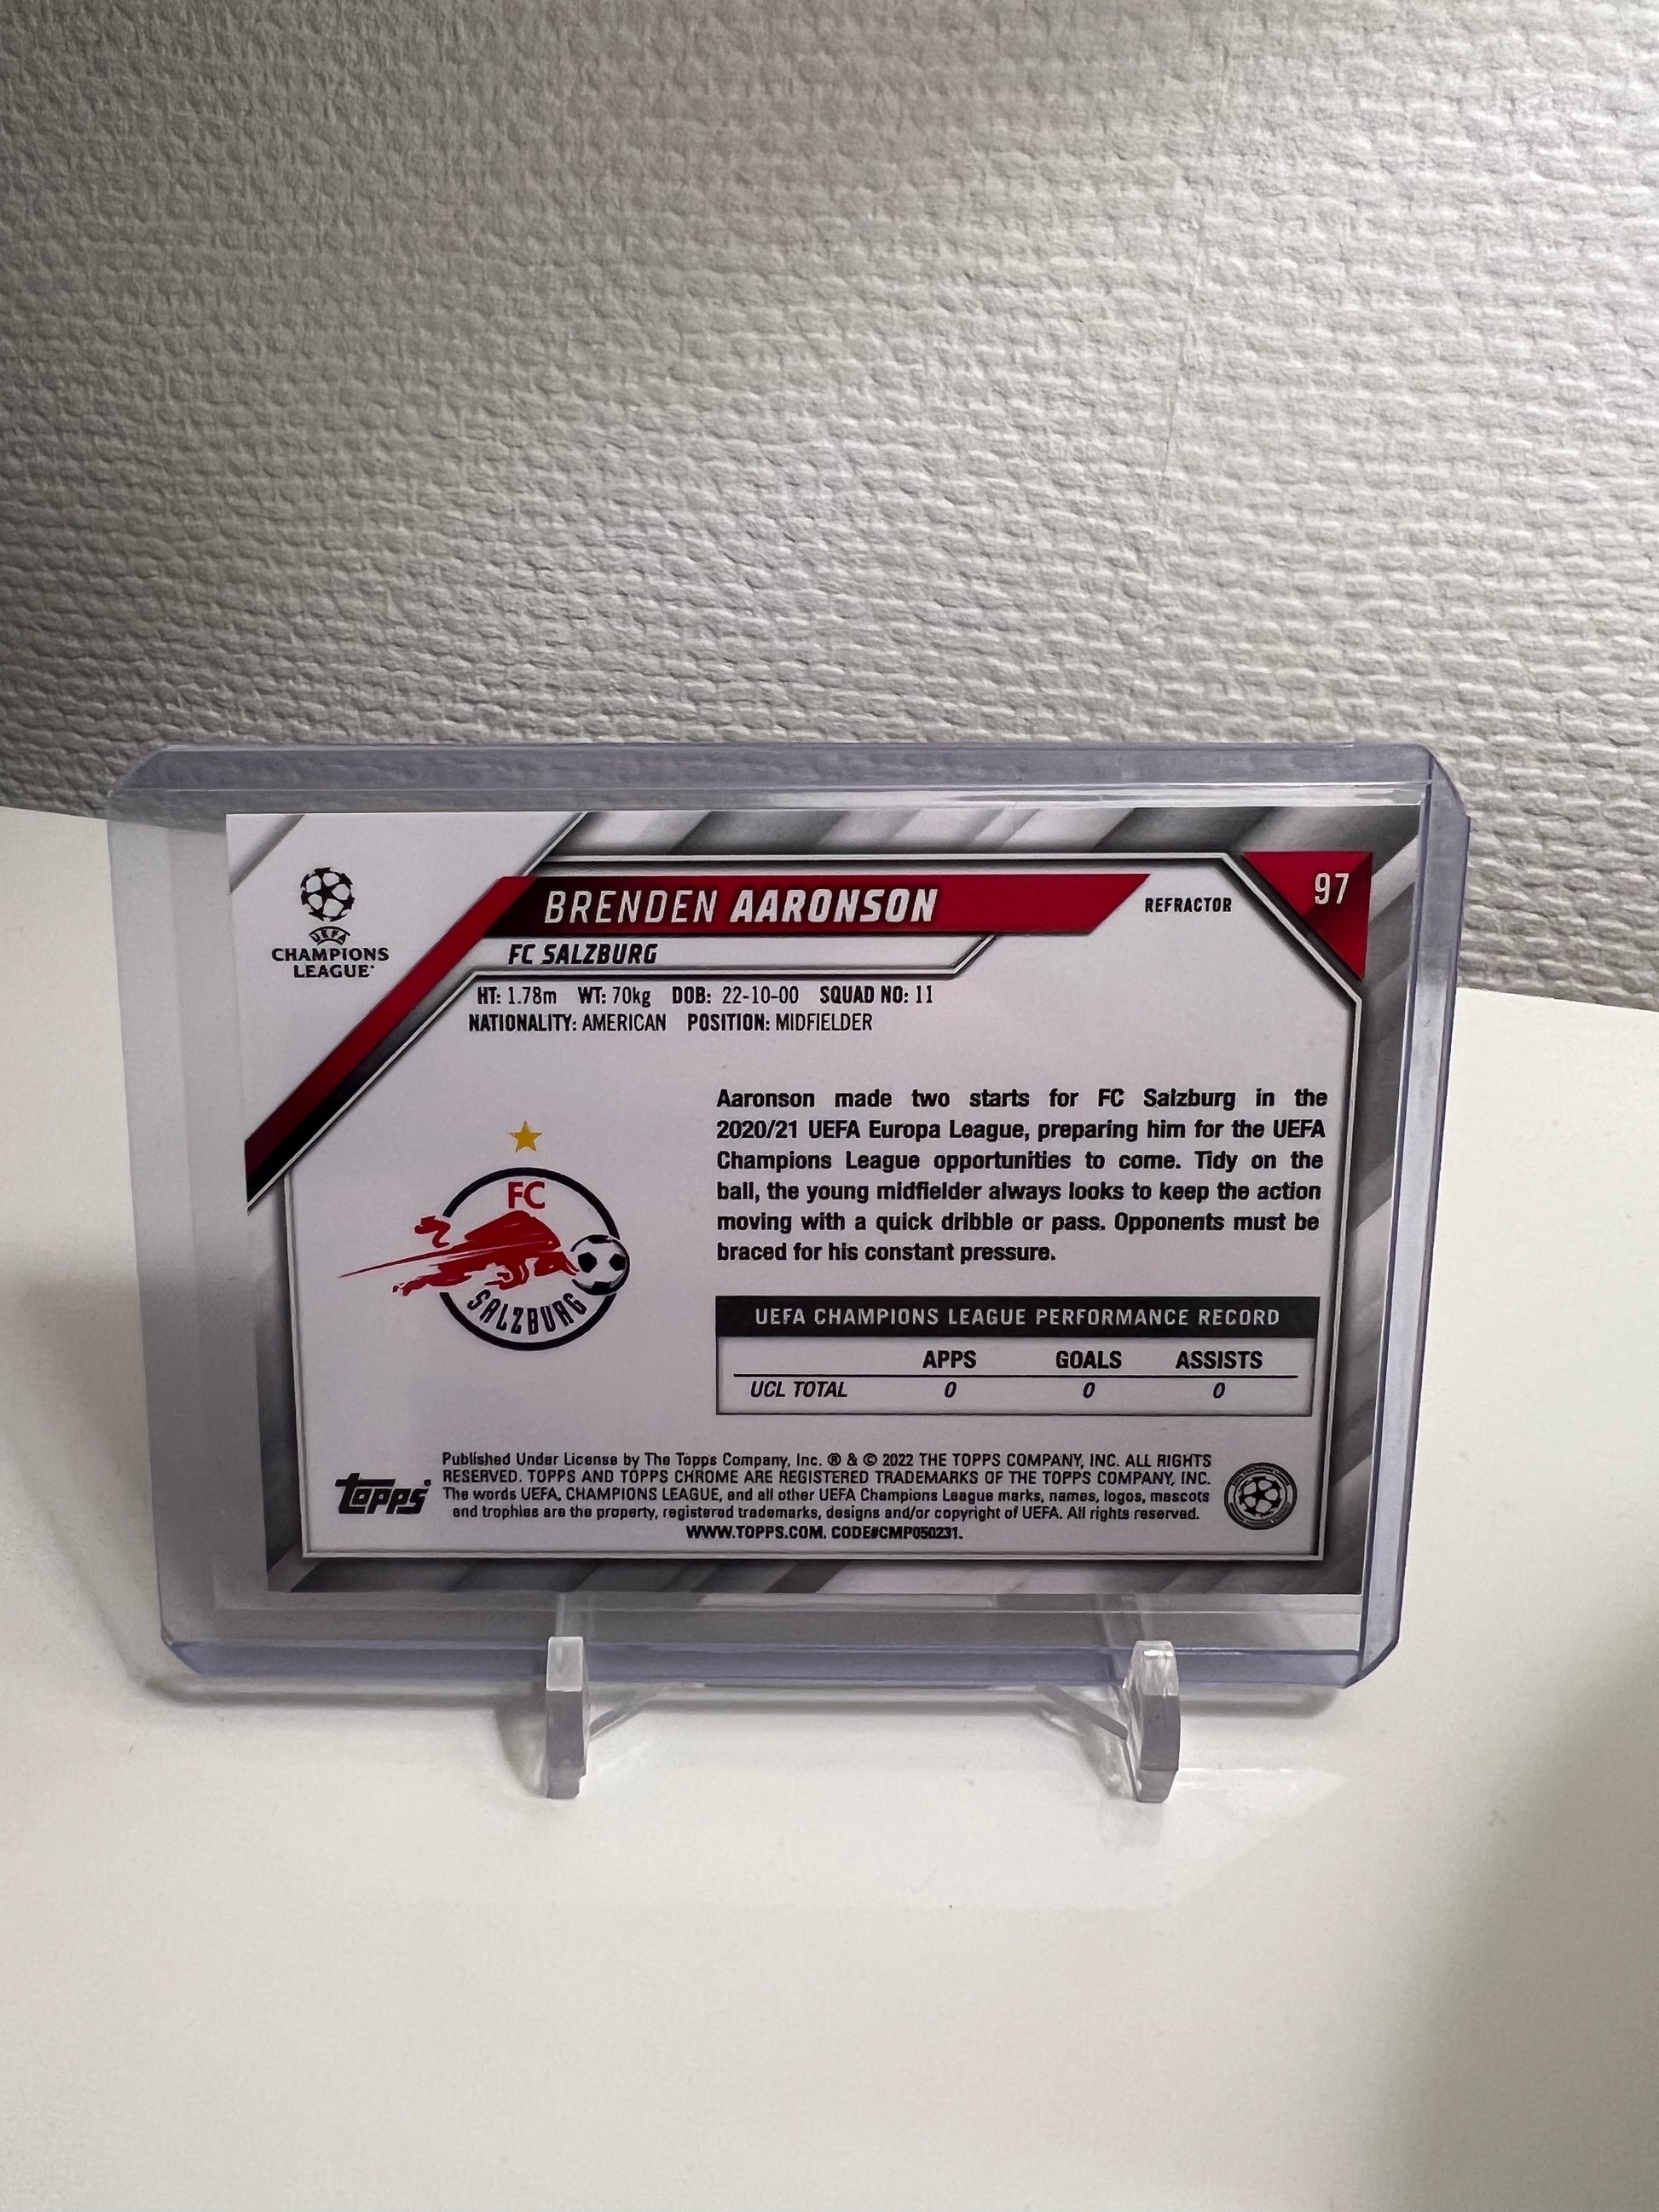 UEFA
CHAMPIONS
LEAGUE
BRENDEN AARONSON
REFRACTOR
97
FC SALZBURG
HT: 1.78m WT: 70kg DOB: 22-10-00 SQUAD NO: 11
NATIONALITY: AMERICAN POSITION: MIDFIELDER
Aaronson made two starts for FC Salzburg in the
2020/21 UEFA Europa League, preparing him for the UEFA
Champions League opportunities to come. Tidy on the
ball, the young midfielder always looks to keep the action
moving with a quick dribble or pass. Opponents must be
braced for his constant pressure.
FC
SALZBURG
UEFA CHAMPIONS LEAGUE PERFORMANCE RECORD
APPS GOALS ASSISTS
UCL TOTAL 0 0 0
topps
Published Under License by The Topps Company, Inc. ® & © 2022 THE TOPPS COMPANY, INC. ALL RIGHTS
RESERVED. TOPPS AND TOPPS CHROME ARE REGISTERED TRADEMARKS OF THE TOPPS COMPANY, INC.
The words UEFA, CHAMPIONS LEAGUE, and all other UEFA Champions League marks, names, logos, mascots
and trophies are the property, registered trademarks, designs and/or copyright of UEFA. All rights reserved.
WWW.TOPPS.COM. CODE#CMP050231.